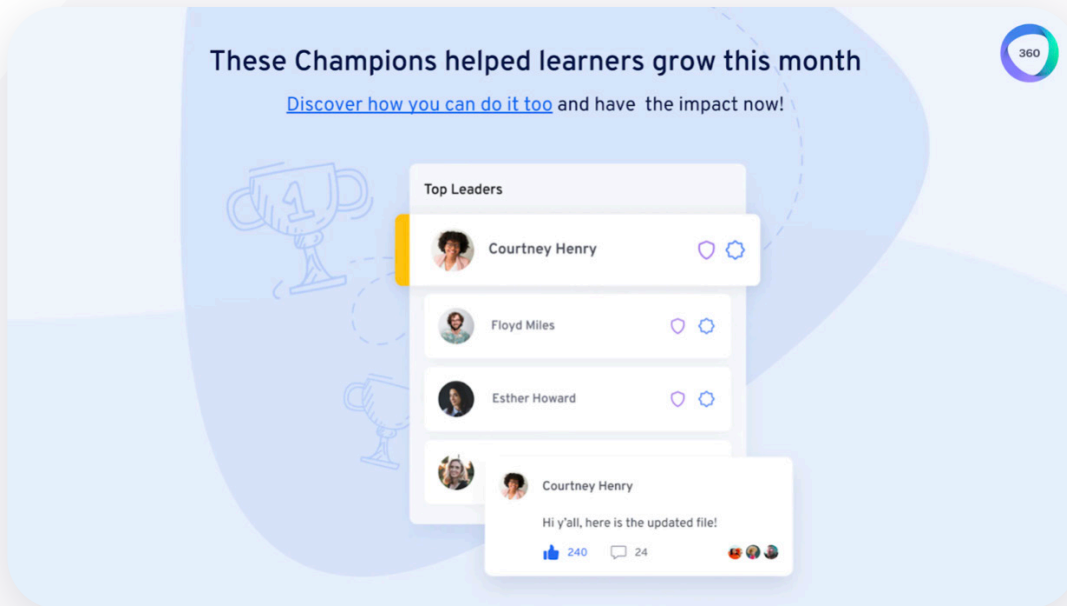 These Champions helped learners grow this month
360
Discover how you can do it too and have the impact now!
1
Top Leaders
Courtney Henry
Floyd Miles
Esther Howard
Courtney Henry
Hi y'all, here is the updated file!
240 24